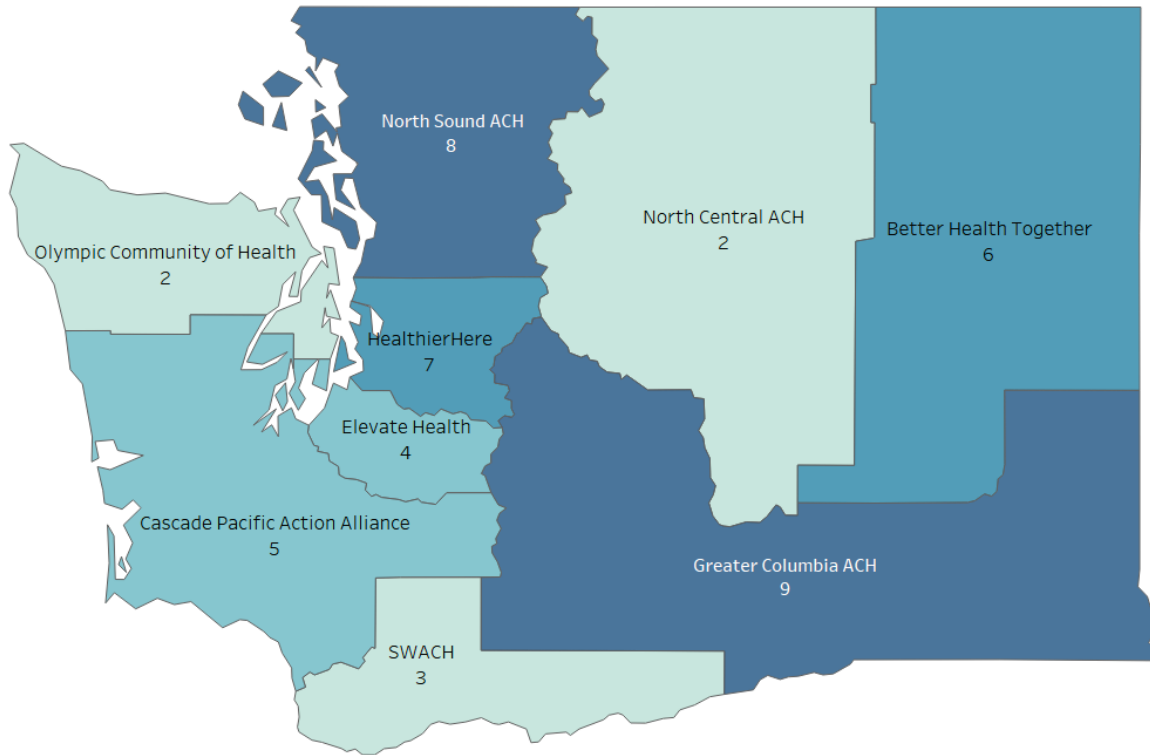 North Sound ACH
8
North Central ACH
2
Better Health Together
6
Olympic Community of Health
2
HealthierHere
7
Elevate Health
4
Cascade Pacific Action Alliance
5
Greater Columbia ACH
9
SWACH
3